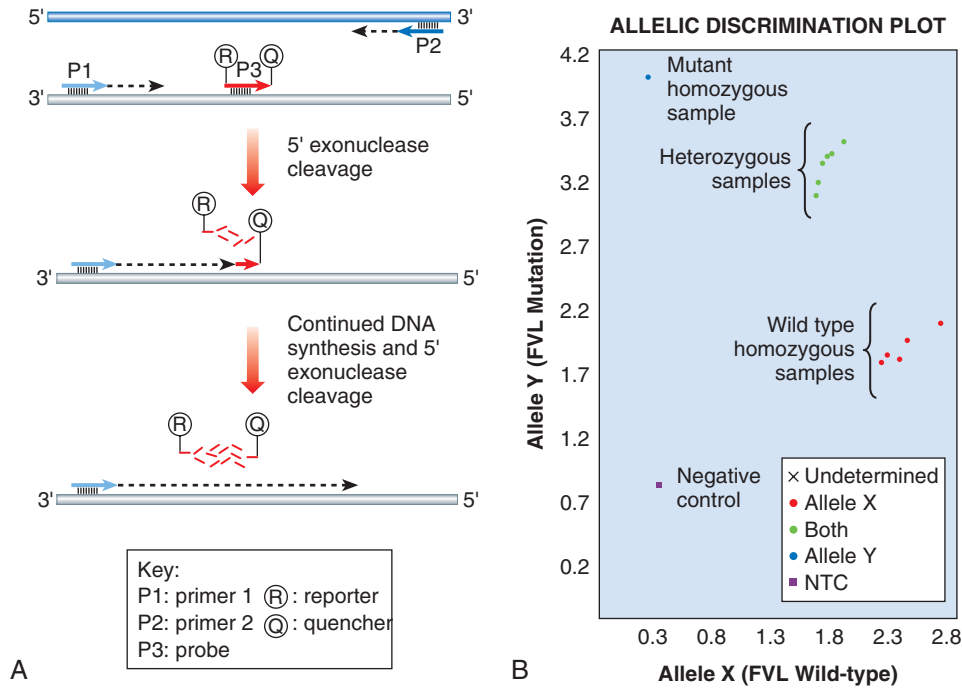 5'
3'
P2
R
Q
P1
P3
3'
5'
5' exonuclease
cleavage
R
Q
3'
5'
Continued DNA
synthesis and 5'
exonuclease
cleavage
R
Q
3'
5'
Key:
P1: primer 1 R : reporter
P2: primer 2 Q : quencher
P3: probe
A
ALLELIC DISCRIMINATION PLOT
Allele Y (FVL Mutation)
4.2
3.7
3.2
2.7
2.2
1.7
1.2
0.7
0.2
Mutant
homozygous
sample
Heterozygous
samples
Wild type
homozygous
samples
Negative
control
× Undetermined
Allele X
Both
Allele Y
NTC
0.3 0.8 1.3 1.8 2.3 2.8
Allele X (FVL Wild-type)
B